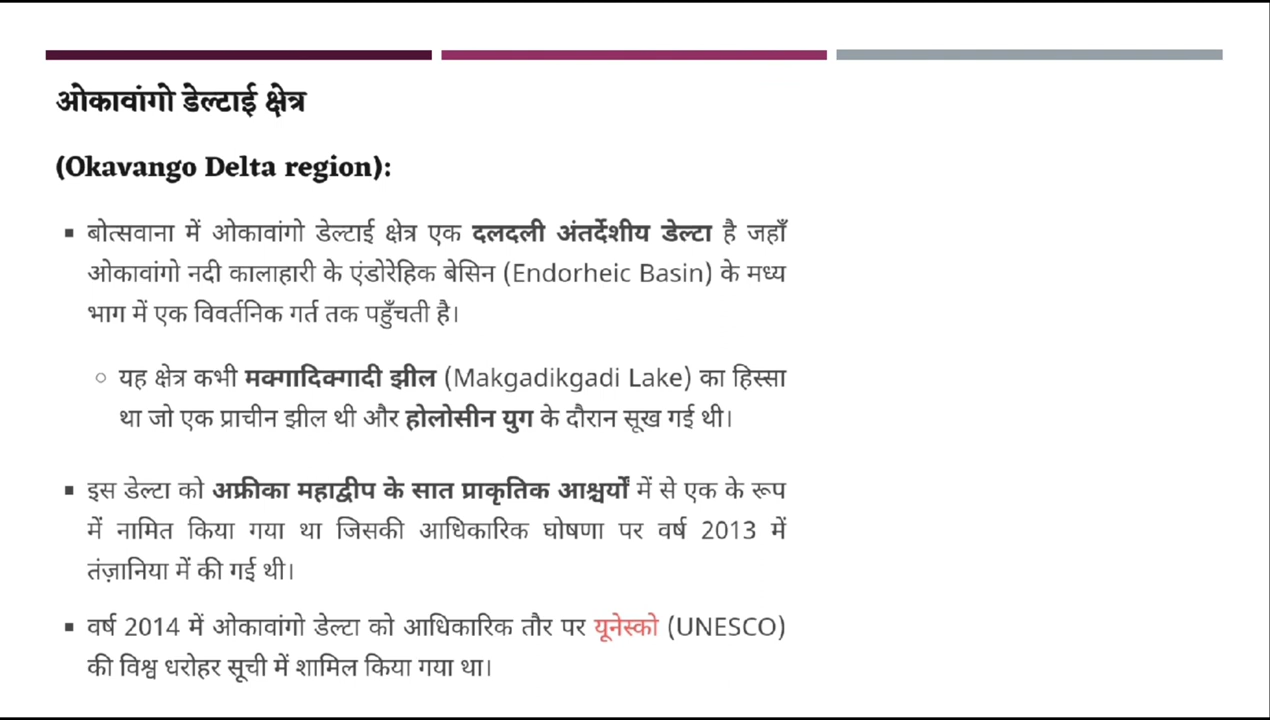 ओकावांगो डेल्टाई क्षेत्र
(Okavango Delta region):
▪ बोत्सवाना में ओकावांगो डेल्टाई क्षेत्र एक दलदली अंतर्देशीय डेल्टा है जहाँ
ओकावांगो नदी कालाहारी के एंडोरेहिक बेसिन (Endorheic Basin) के मध्य
भाग में एक विवर्तनिक गर्त तक पहुँचती है।
○ यह क्षेत्र कभी मक्गादिक्गादी झील (Makgadikgadi Lake) का हिस्सा
था जो एक प्राचीन झील थी और होलोसीन युग के दौरान सूख गई थी।
▪ इस डेल्टा को अफ्रीका महाद्वीप के सात प्राकृतिक आश्चर्यों में से एक के रूप
में नामित किया गया था जिसकी आधिकारिक घोषणा पर वर्ष 2013 में
तंज़ानिया में की गई थी।
▪ वर्ष 2014 में ओकावांगो डेल्टा को आधिकारिक तौर पर यूनेस्को (UNESCO)
की विश्व धरोहर सूची में शामिल किया गया था।